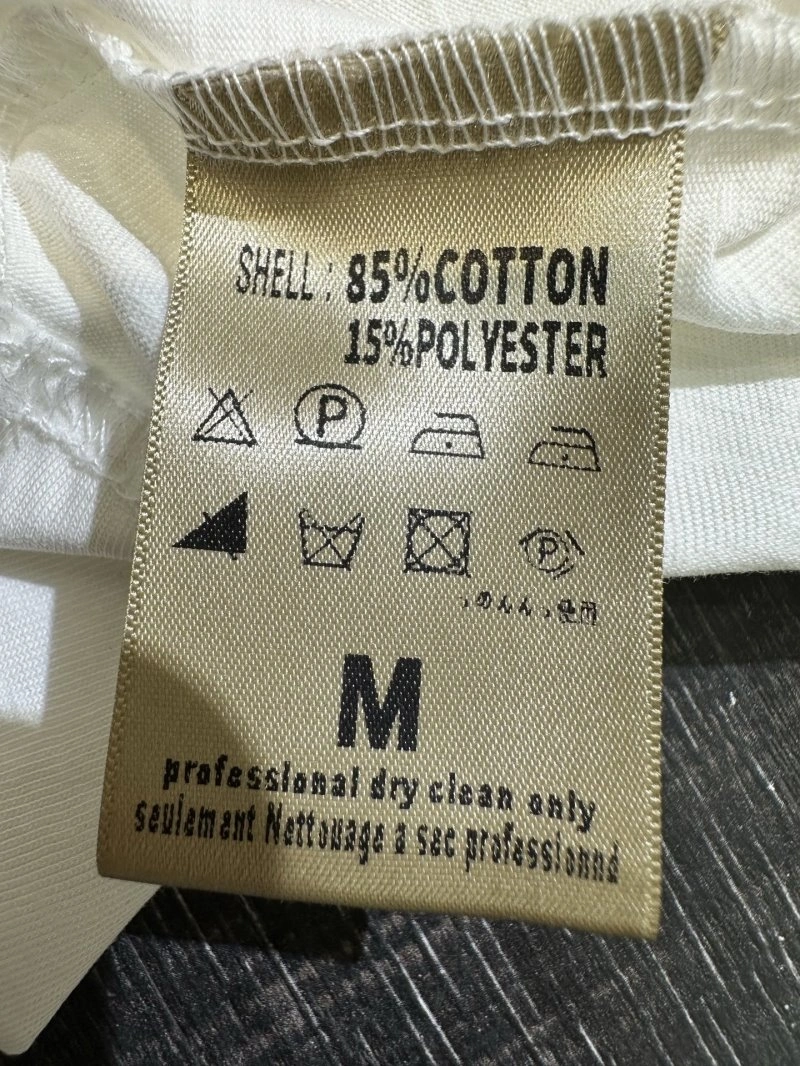 SHELL : 85%COTTON
15%POLYESTER
P
P
M
professional dry clean only
seulement Nettouage a sec professionnd